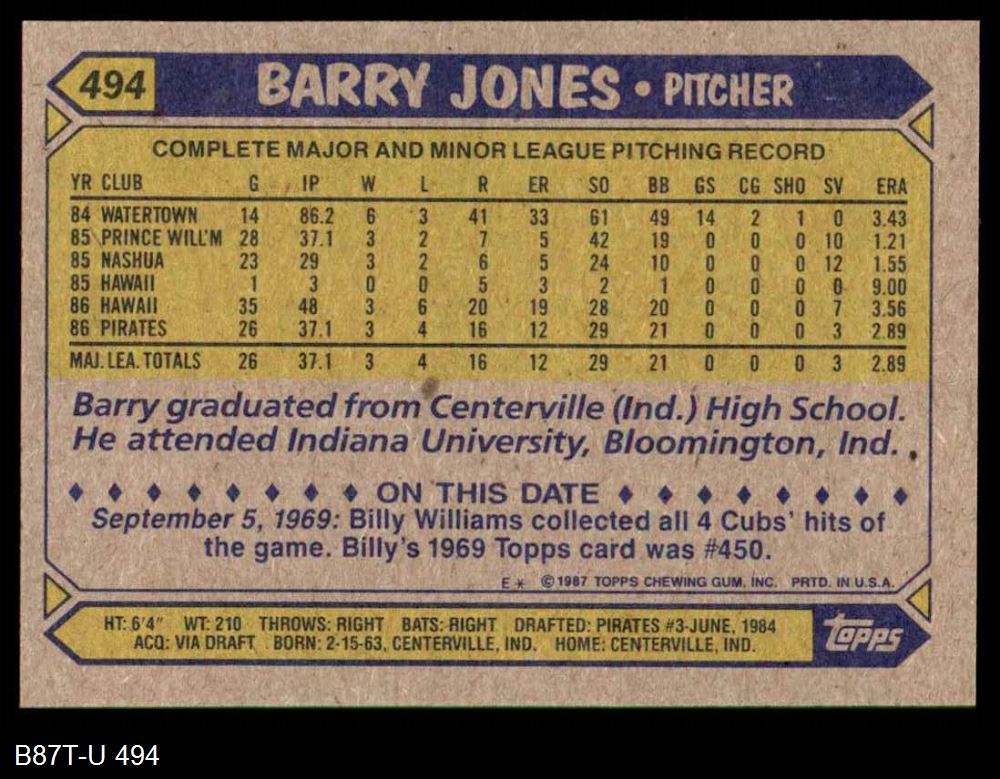 494 BARRY JONES • PITCHER
COMPLETE MAJOR AND MINOR LEAGUE PITCHING RECORD
YR CLUB G IP W L R ER SO BB GS CG SHO SV ERA
84 WATERTOWN 14 86.2 6 3 41 33 61 49 14 2 1 0 3.43
85 PRINCE WILL'M 28 37.1 3 2 7 5 42 19 0 0 0 10 1.21
85 NASHUA 23 29 3 2 6 5 24 10 0 0 0 12 1.55
85 HAWAII 1 3 0 0 5 3 2 1 0 0 0 0 9.00
86 HAWAII 35 48 3 6 20 19 28 20 0 0 0 7 3.56
86 PIRATES 26 37.1 3 4 16 12 29 21 0 0 0 3 2.89
MAJ. LEA. TOTALS 26 37.1 3 4 16 12 29 21 0 0 0 3 2.89
Barry graduated from Centerville (Ind.) High School.
He attended Indiana University, Bloomington, Ind.
♦ ♦ ♦ ♦ ♦ ♦ ♦ ♦ ON THIS DATE ♦ ♦ ♦ ♦ ♦ ♦ ♦ ♦
September 5, 1969: Billy Williams collected all 4 Cubs' hits of
the game. Billy's 1969 Topps card was #450.
E * ©1987 TOPPS CHEWING GUM, INC. PRTD. IN U.S.A.
HT: 6'4" WT: 210 THROWS: RIGHT BATS: RIGHT DRAFTED: PIRATES #3-JUNE, 1984
ACQ: VIA DRAFT BORN: 2-15-63, CENTERVILLE, IND. HOME: CENTERVILLE, IND.
topps
B87T-U 494